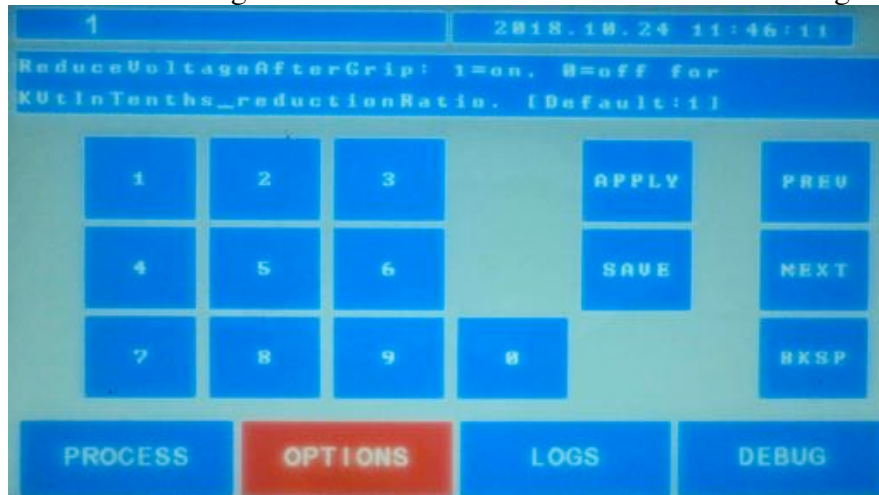 1 2018.10.24 11:46:11
ReduceVoltageAfterGrip: 1=on, 0=off for
KVtInTenths_reductionRatio. [Default:1]
1 2 3 APPLY PREV
4 5 6 SAVE NEXT
7 8 9 0 BKSP
PROCESS OPTIONS LOGS DEBUG